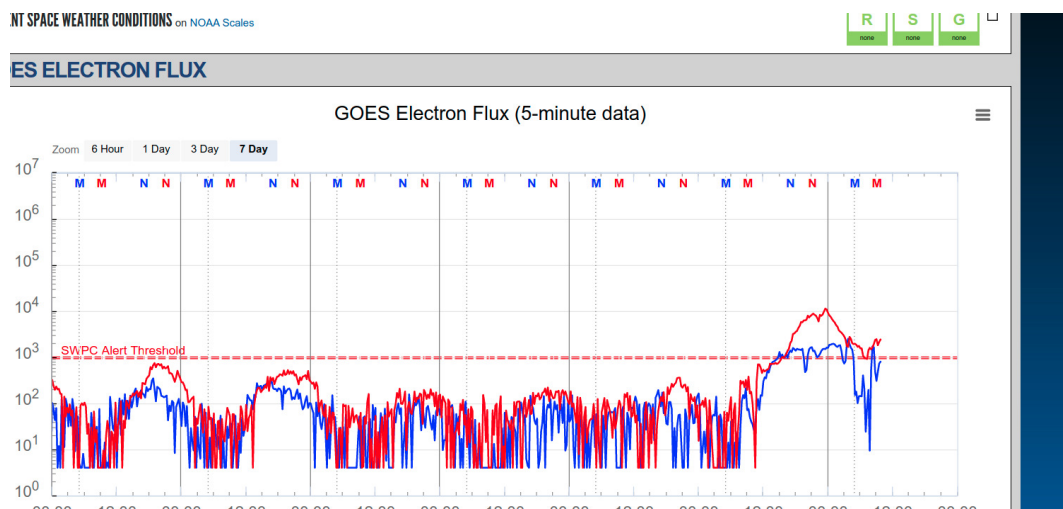 NT SPACE WEATHER CONDITIONS on NOAA Scales
R S G
none none none
ES ELECTRON FLUX
GOES Electron Flux (5-minute data)
Zoom 6 Hour 1 Day 3 Day 7 Day
10^7
M M N N M M N N M M N N M M N N M M N N M M N N M M
10^6
10^5
10^4
10^3
SWPC Alert Threshold
10^2
10^1
10^0